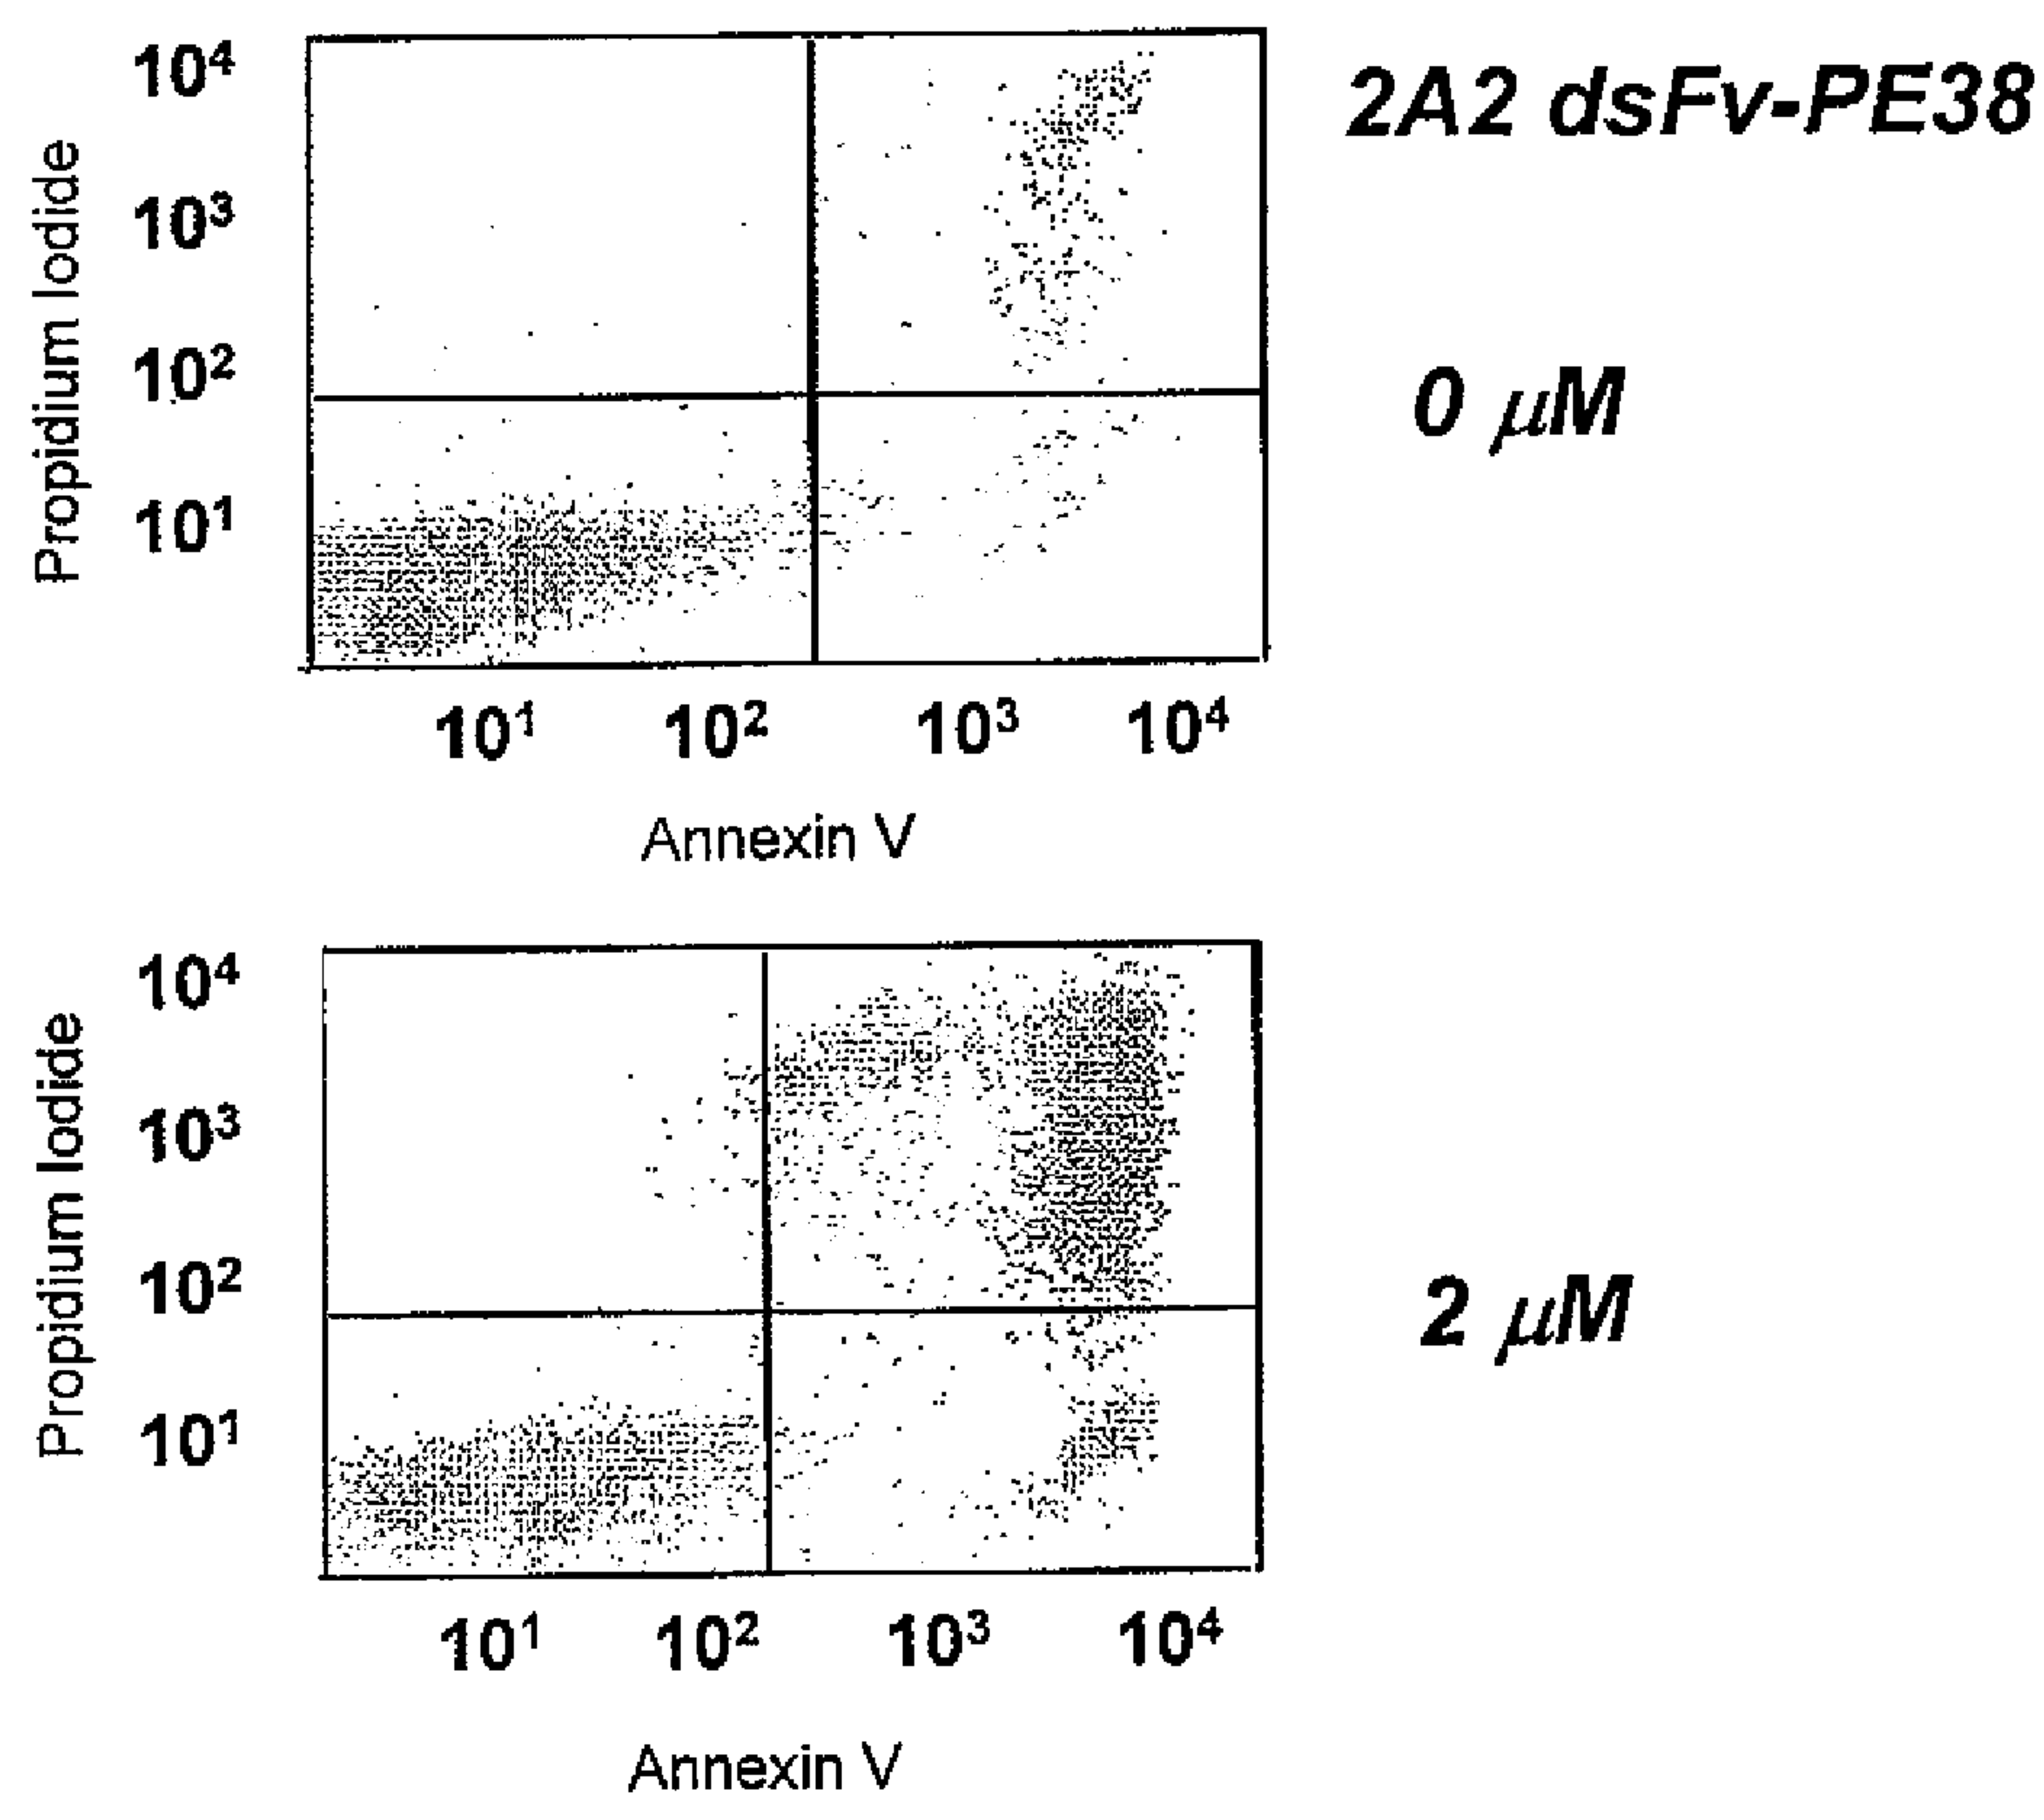 2A2 dsFv-PE38
Propidium Iodide
10⁴
10³
10²
10¹
0 μM
10¹ 10² 10³ 10⁴
Annexin V
Propidium Iodide
10⁴
10³
10²
10¹
2 μM
10¹ 10² 10³ 10⁴
Annexin V